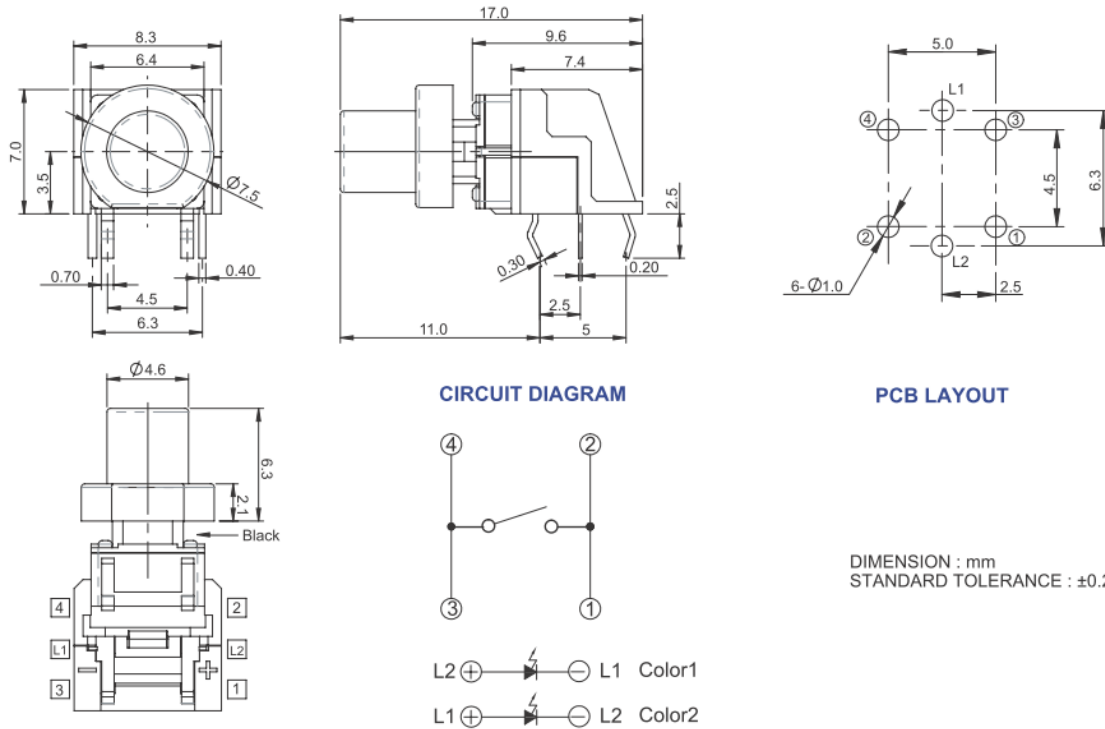 8.3
6.4
7.0
3.5
Ø7.5
0.70
0.40
4.5
6.3
17.0
9.6
7.4
2.5
0.30
0.20
2.5
11.0
5
5.0
L1
④
③
4.5
6.3
②
①
L2
6-Ø1.0
2.5
Ø4.6
6.3
2.1
Black
4
2
L1
L2
− +
3
1
CIRCUIT DIAGRAM
④ ②
③ ①
L2 + − L1 Color1
L1 + − L2 Color2
PCB LAYOUT
DIMENSION : mm
STANDARD TOLERANCE : ±0.2